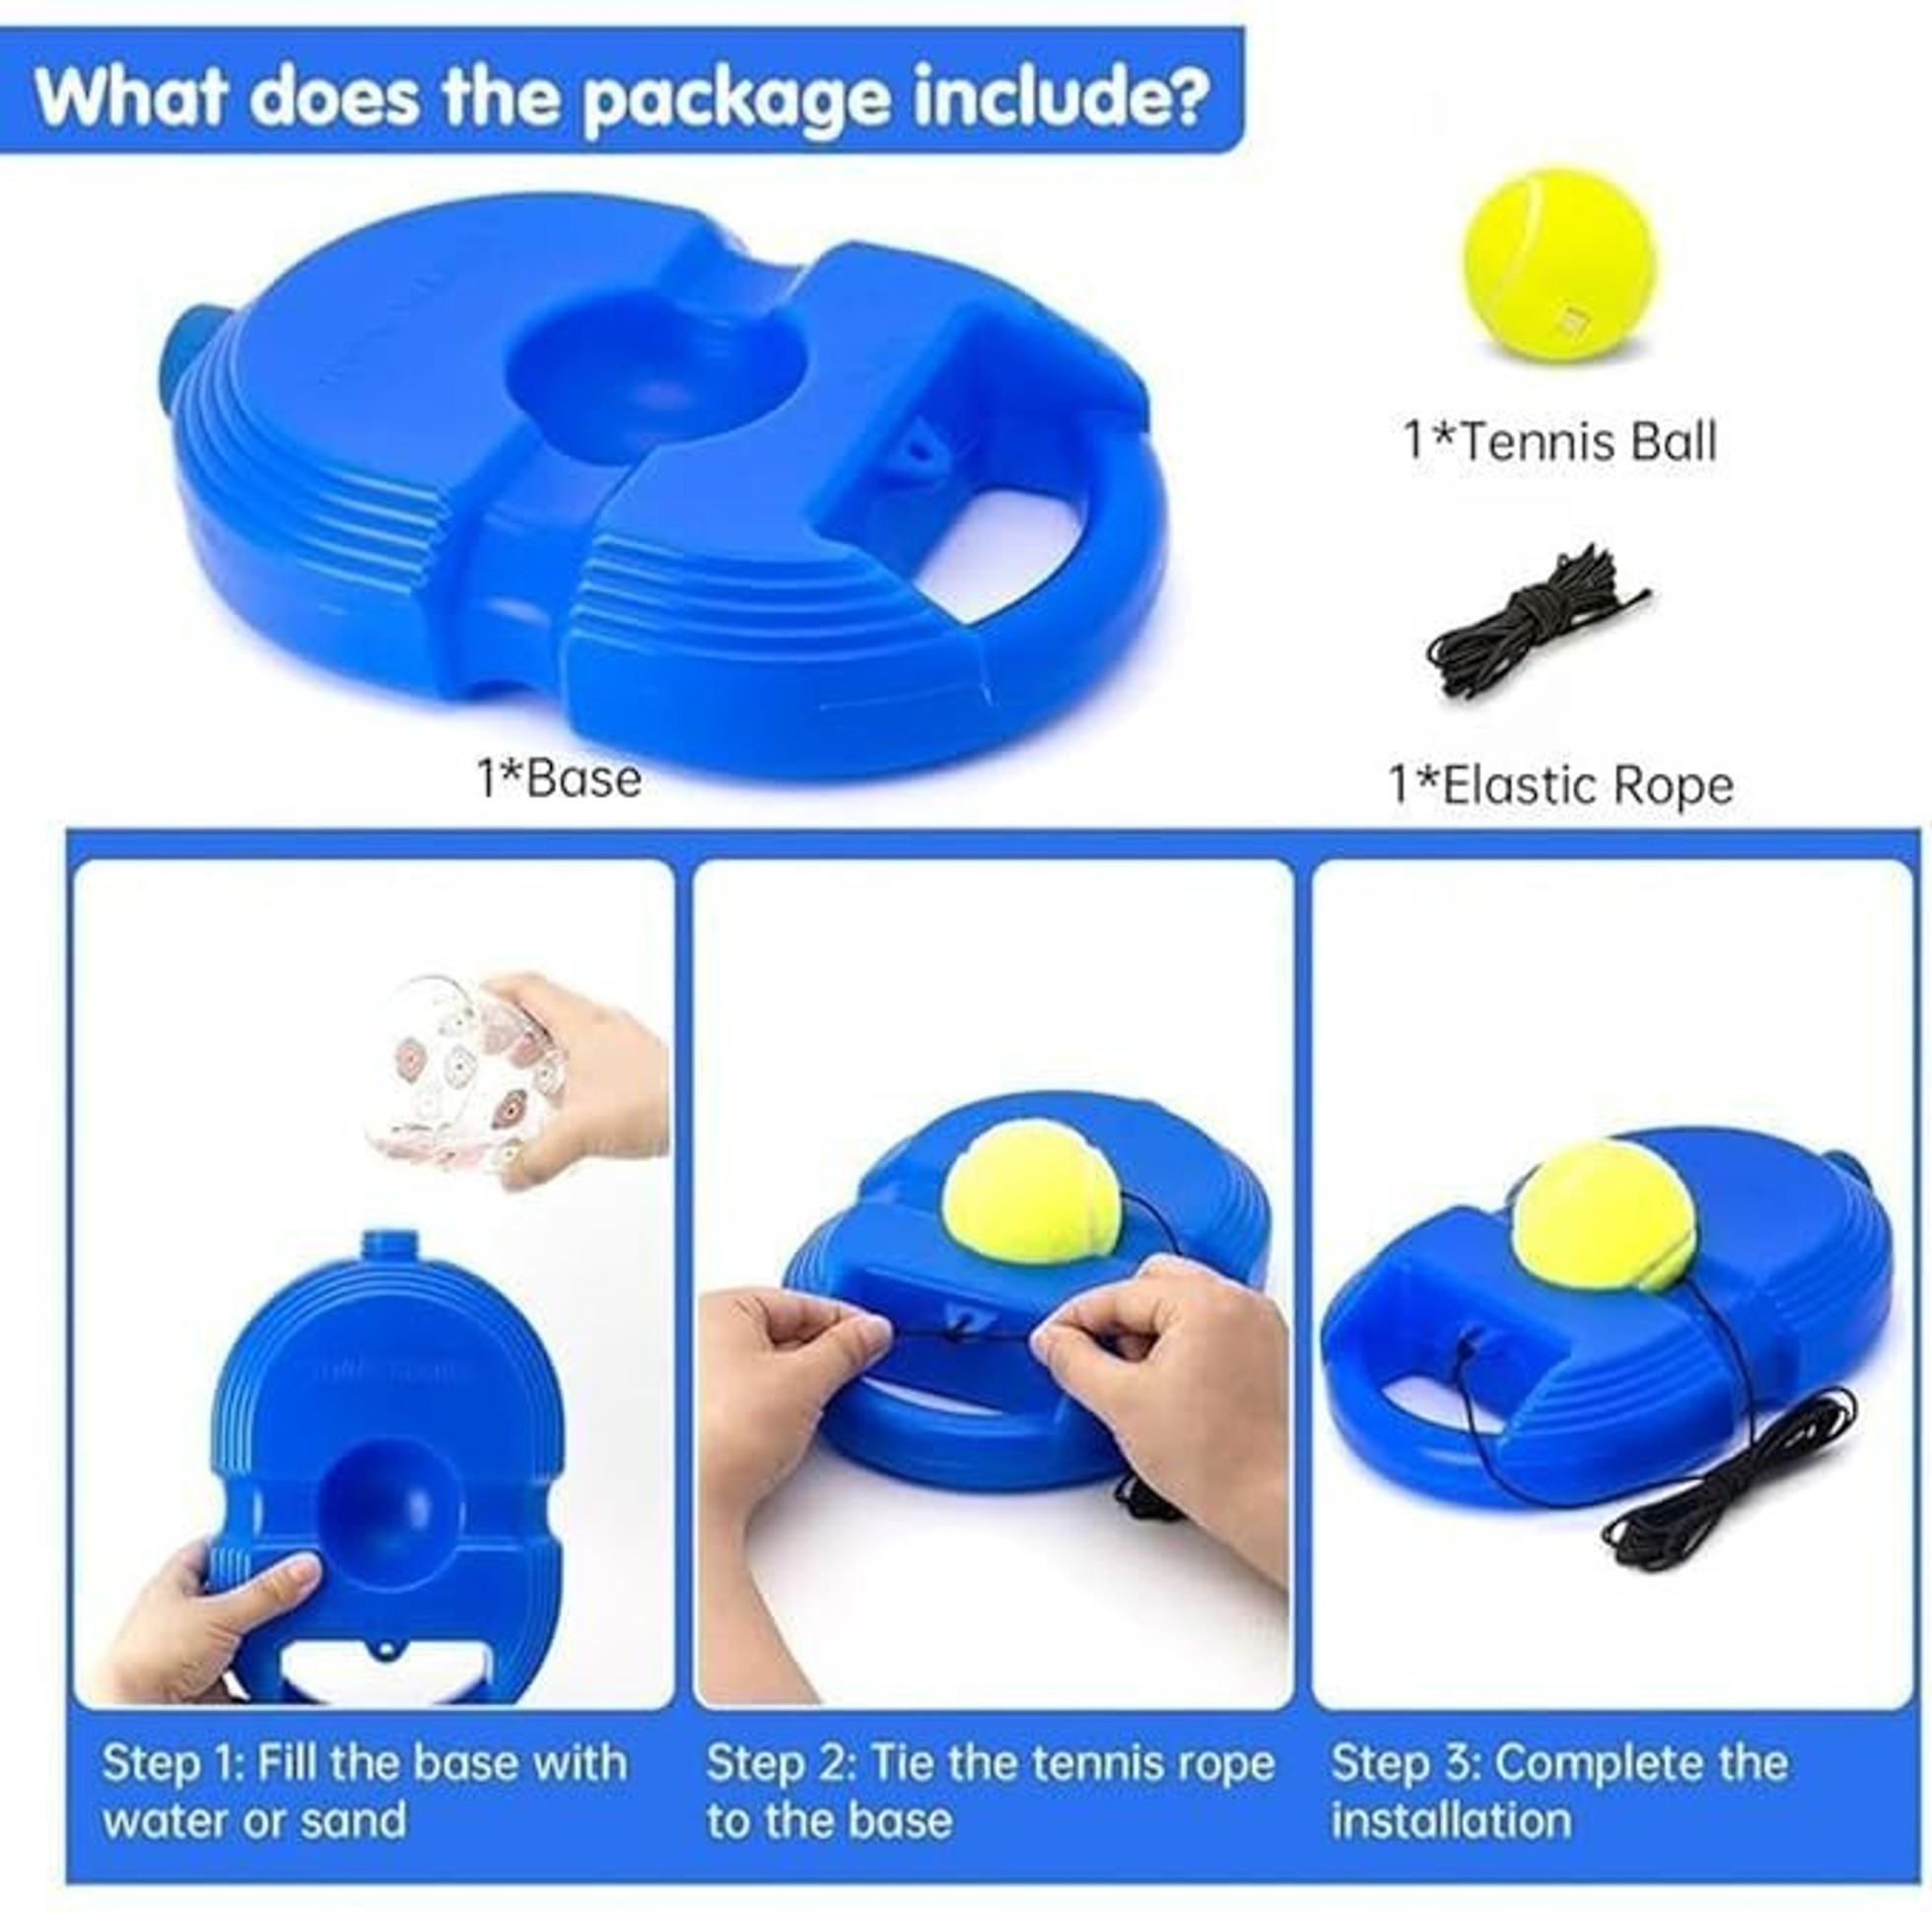 What does the package include?
1*Tennis Ball
1*Base
1*Elastic Rope
Step 1: Fill the base with
water or sand
Step 2: Tie the tennis rope
to the base
Step 3: Complete the
installation